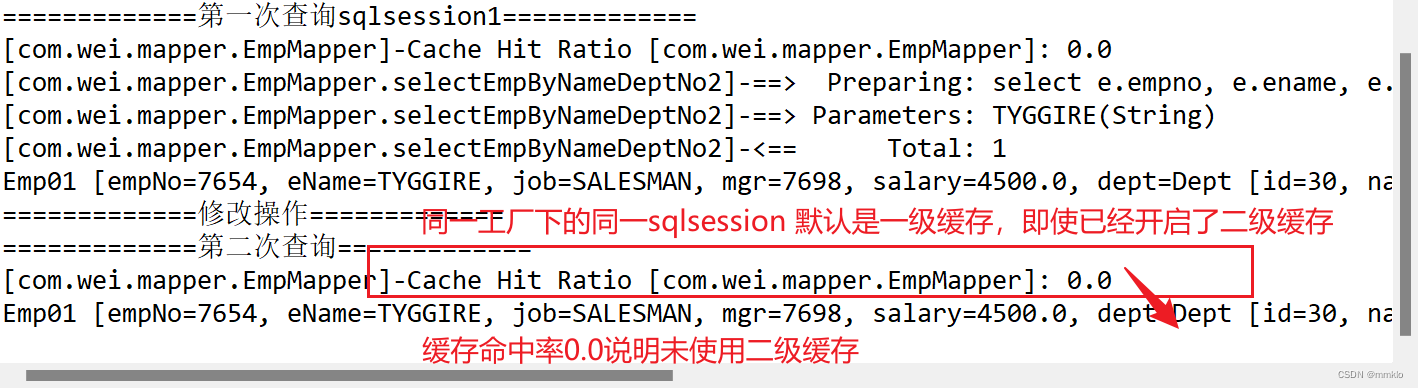 =============第一次查询sqlsession1=============
[com.wei.mapper.EmpMapper]-Cache Hit Ratio [com.wei.mapper.EmpMapper]: 0.0
[com.wei.mapper.EmpMapper.selectEmpByNameDeptNo2]-==>  Preparing: select e.empno, e.ename, e.
[com.wei.mapper.EmpMapper.selectEmpByNameDeptNo2]-==> Parameters: TYGGIRE(String)
[com.wei.mapper.EmpMapper.selectEmpByNameDeptNo2]-<==      Total: 1
Emp01 [empNo=7654, eName=TYGGIRE, job=SALESMAN, mgr=7698, salary=4500.0, dept=Dept [id=30, na
=============修改操作=============
同一工厂下的同一sqlsession 默认是一级缓存，即使已经开启了二级缓存
=============第二次查询=============
[com.wei.mapper.EmpMapper]-Cache Hit Ratio [com.wei.mapper.EmpMapper]: 0.0
Emp01 [empNo=7654, eName=TYGGIRE, job=SALESMAN, mgr=7698, salary=4500.0, dept=Dept [id=30, na
缓存命中率0.0说明未使用二级缓存